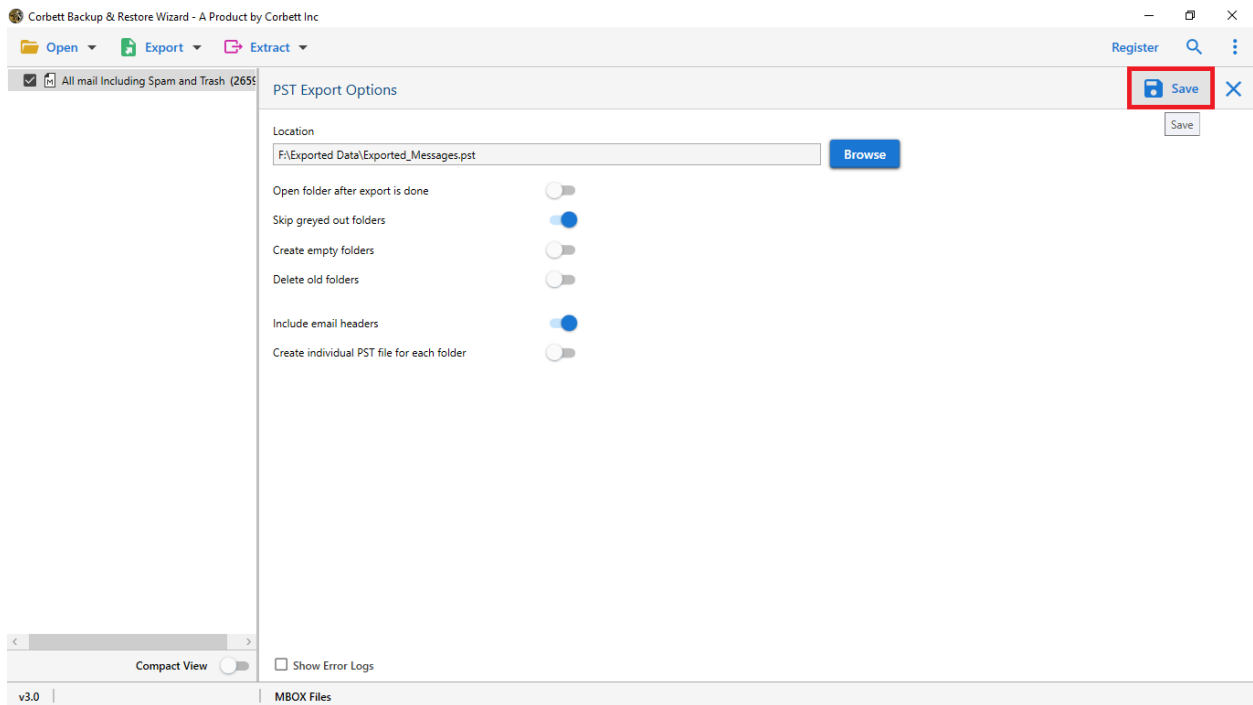 Corbett Backup & Restore Wizard - A Product by Corbett Inc
Open Export Extract Register
All mail Including Spam and Trash (2659
PST Export Options
Save
Save
Location
F:\Exported Data\Exported_Messages.pst
Browse
Open folder after export is done
Skip greyed out folders
Create empty folders
Delete old folders
Include email headers
Create individual PST file for each folder
Compact View
Show Error Logs
v3.0
MBOX Files